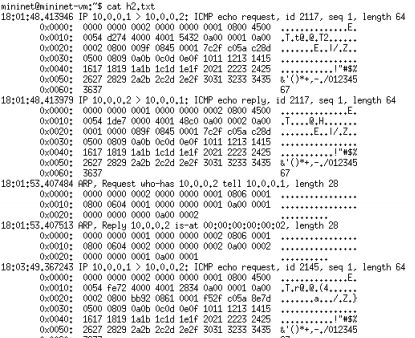 mininet@mininet-vm:~$ cat h2.txt
18:01:48.413946 IP 10.0.0.1 > 10.0.0.2: ICMP echo request, id 2117, seq 1, length 64
0x0000: 0000 0000 0002 0000 0000 0001 0800 4500 ..............E.
0x0010: 0054 d274 4000 4001 5432 0a00 0001 0a00 .T.t@.@.T2......
0x0020: 0002 0800 009f 0845 0001 7c2f c05a c28d .......E..|/.Z..
0x0030: 0500 0809 0a0b 0c0d 0e0f 1011 1213 1415 ................
0x0040: 1617 1819 1a1b 1c1d 1e1f 2021 2223 2425 ...........!"#$%
0x0050: 2627 2829 2a2b 2c2d 2e2f 3031 3233 3435 &'()*+,-./012345
0x0060: 3637 67
18:01:48.413979 IP 10.0.0.2 > 10.0.0.1: ICMP echo reply, id 2117, seq 1, length 64
0x0000: 0000 0000 0001 0000 0000 0002 0800 4500 ..............E.
0x0010: 0054 1de7 0000 4001 48c0 0a00 0002 0a00 .T....@.H.......
0x0020: 0001 0000 089f 0845 0001 7c2f c05a c28d .......E..|/.Z..
0x0030: 0500 0809 0a0b 0c0d 0e0f 1011 1213 1415 ................
0x0040: 1617 1819 1a1b 1c1d 1e1f 2021 2223 2425 ...........!"#$%
0x0050: 2627 2829 2a2b 2c2d 2e2f 3031 3233 3435 &'()*+,-./012345
0x0060: 3637 67
18:01:53.407484 ARP, Request who-has 10.0.0.2 tell 10.0.0.1, length 28
0x0000: 0000 0000 0002 0000 0000 0001 0806 0001 ................
0x0010: 0800 0604 0001 0000 0000 0001 0a00 0001 ................
0x0020: 0000 0000 0000 0a00 0002 ..........
18:01:53.407513 ARP, Reply 10.0.0.2 is-at 00:00:00:00:00:02, length 28
0x0000: 0000 0000 0001 0000 0000 0002 0806 0001 ................
0x0010: 0800 0604 0002 0000 0000 0002 0a00 0002 ................
0x0020: 0000 0000 0001 0a00 0001 ..........
18:03:49.367243 IP 10.0.0.1 > 10.0.0.2: ICMP echo request, id 2145, seq 1, length 64
0x0000: 0000 0000 0002 0000 0000 0001 0800 4500 ..............E.
0x0010: 0054 fe72 4000 4001 2834 0a00 0001 0a00 .T.r@.@.(4......
0x0020: 0002 0800 bb92 0861 0001 f52f c05a 8e7d .......a.../.Z.}
0x0030: 0500 0809 0a0b 0c0d 0e0f 1011 1213 1415 ................
0x0040: 1617 1819 1a1b 1c1d 1e1f 2021 2223 2425 ...........!"#$%
0x0050: 2627 2829 2a2b 2c2d 2e2f 3031 3233 3435 &'()*+,-./012345